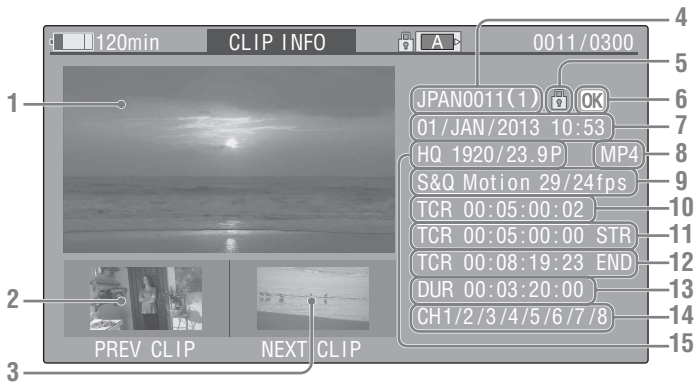 4
120min CLIP INFO A 0011/0300
5
1
JPAN0011(1) OK 6
01/JAN/2013 10:53 7
HQ 1920/23.9P MP4 8
S&Q Motion 29/24fps 9
TCR 00:05:00:02 10
TCR 00:05:00:00 STR 11
TCR 00:08:19:23 END 12
2
DUR 00:03:20:00 13
CH1/2/3/4/5/6/7/8 14
PREV CLIP NEXT CLIP 15
3